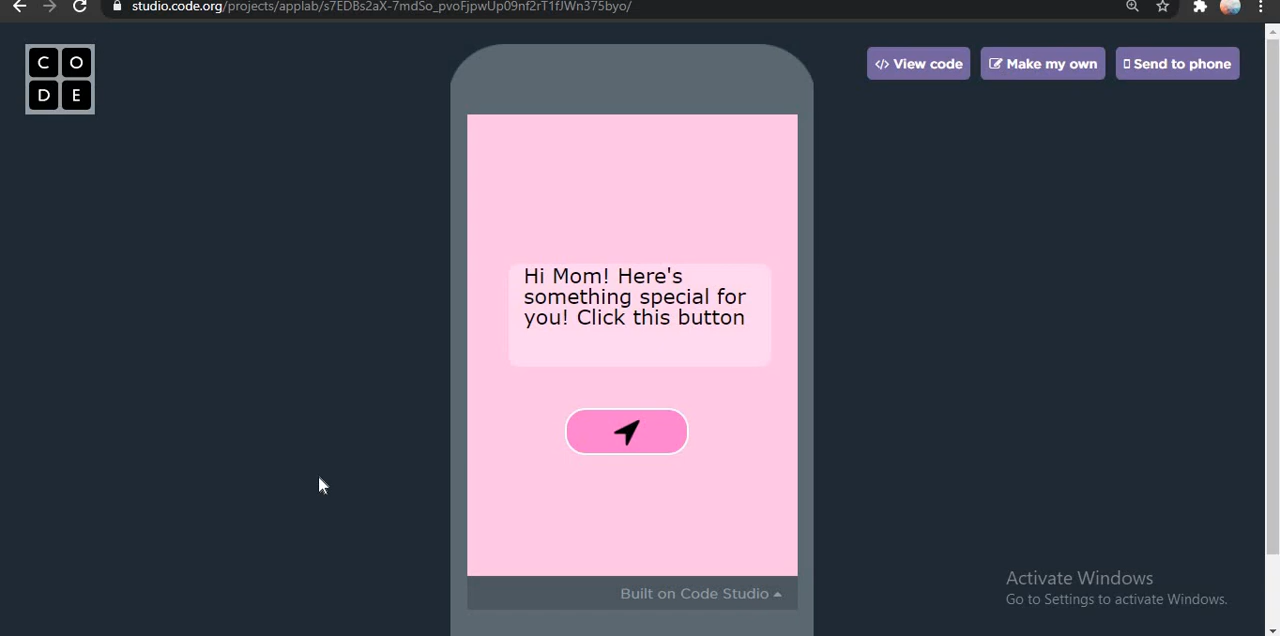 studio.code.org/projects/applab/s7EDBs2aX-7mdSo_pvoFjpwUp09nf2rT1fJWn375byo/
C O
D E
</> View code
Make my own
Send to phone
Hi Mom! Here's
something special for
you! Click this button
Built on Code Studio
Activate Windows
Go to Settings to activate Windows.